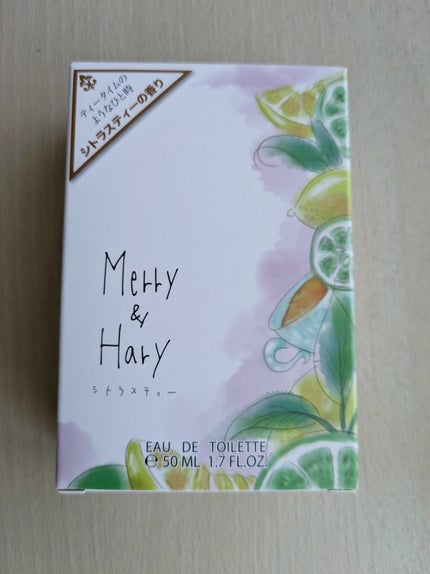 ティータイムの
ようなひと時
シトラスティーの香り
Merry
&
Hary
シトラスティー
EAU DE TOILETTE
℮ 50 ML 1.7 FL.OZ.